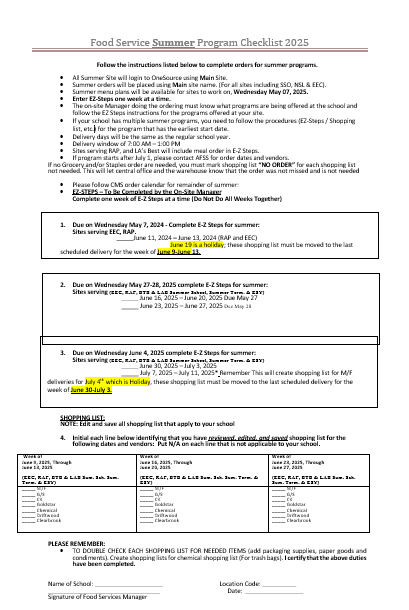 Food Service Summer Program Checklist 2025
Follow the instructions listed below to complete orders for summer programs.
• All Summer Site will login to OneSource using Main Site.
• Summer orders will be placed using Main site name. (For all sites including SSO, NSL & EEC).
• Summer menu plans will be available for sites to work on, Wednesday May 07, 2025.
• Enter EZ-Steps one week at a time.
• The on-site Manager doing the ordering must know what programs are being offered at the school and
follow the EZ Steps instructions for the programs offered at your site.
• If your school has multiple summer programs, you need to follow the procedures (EZ-Steps / Shopping
list, etc.) for the program that has the earliest start date.
• Delivery days will be the same as the regular school year.
• Delivery window of 7:00 AM – 1:00 PM
• Sites serving RAP, and LA's Best will include meal order in E-Z Steps.
• If program starts after July 1, please contact AFSS for order dates and vendors.
If no Grocery and/or Staples order are needed, you must mark shopping list "NO ORDER" for each shopping list
not needed. This will let central office and the warehouse know that the order was not missed and is not needed
• Please follow CMS order calendar for remainder of summer:
• EZ-STEPS – To Be Completed by the On-Site Manager
Complete one week of E-Z Steps at a time (Do Not Do All Weeks Together)
1. Due on Wednesday May 7, 2024 - Complete E-Z Steps for summer:
Sites serving EEC, RAP.
_____June 11, 2024 – June 13, 2024 (RAP and EEC)
June 19 is a holiday; these shopping list must be moved to the last
scheduled delivery for the week of June 9-June 13.
2. Due on Wednesday May 27-28, 2025 complete E-Z Steps for summer:
Sites serving (EEC, RAP, BTB & LAB Summer School, Summer Term. & ESY)
_____ June 16, 2025 – June 20, 2025 Due May 27
_____ June 23, 2025 – June 27, 2025 Due May 28
3. Due on Wednesday June 4, 2025 complete E-Z Steps for summer:
Sites serving (EEC, RAP, BTB & LAB Summer School, Summer Term. & ESY)
_____ June 30, 2025 – July 3, 2025
_____ July 7, 2025 – July 11, 2025* Remember This will create shopping list for M/F
deliveries for July 4th which is Holiday, these shopping list must be moved to the last scheduled delivery for the
week of June 30-July 3.
SHOPPING LIST:
NOTE: Edit and save all shopping list that apply to your school
4. Initial each line below identifying that you have reviewed, edited, and saved shopping list for the
following dates and vendors: Put N/A on each line that is not applicable to your school.
Week of
June 9, 2025, Through
June 13, 2025
(EEC, RAP, BTB & LAB Sum. Sch. Sum. Term. & ESY)
_____ M/F
_____ G/S
_____ CK
_____ Goldstar
_____ Chemical
_____ Driftwood
_____ Clearbrook
Week of
June 16, 2025, Through
June 20, 2025
(EEC, RAP, BTB & LAB Sum. Sch. Sum. Term. & ESY)
_____ M/F
_____ G/S
_____ CK
_____ Goldstar
_____ Chemical
_____ Driftwood
_____ Clearbrook
Week of
June 23, 2025, Through
June 27, 2025
(EEC, RAP, BTB & LAB Sum. Sch. Sum. Term. & ESY)
_____ M/F
_____ G/S
_____ CK
_____ Goldstar
_____ Chemical
_____ Driftwood
_____ Clearbrook
PLEASE REMEMBER:
• TO DOUBLE CHECK EACH SHOPPING LIST FOR NEEDED ITEMS (add packaging supplies, paper goods and
condiments). Create shopping lists for chemical shopping list (For trash bags). I certify that the above duties
have been completed.
Name of School: ____________________ Location Code: __________
____________________ Date: __________
Signature of Food Services Manager